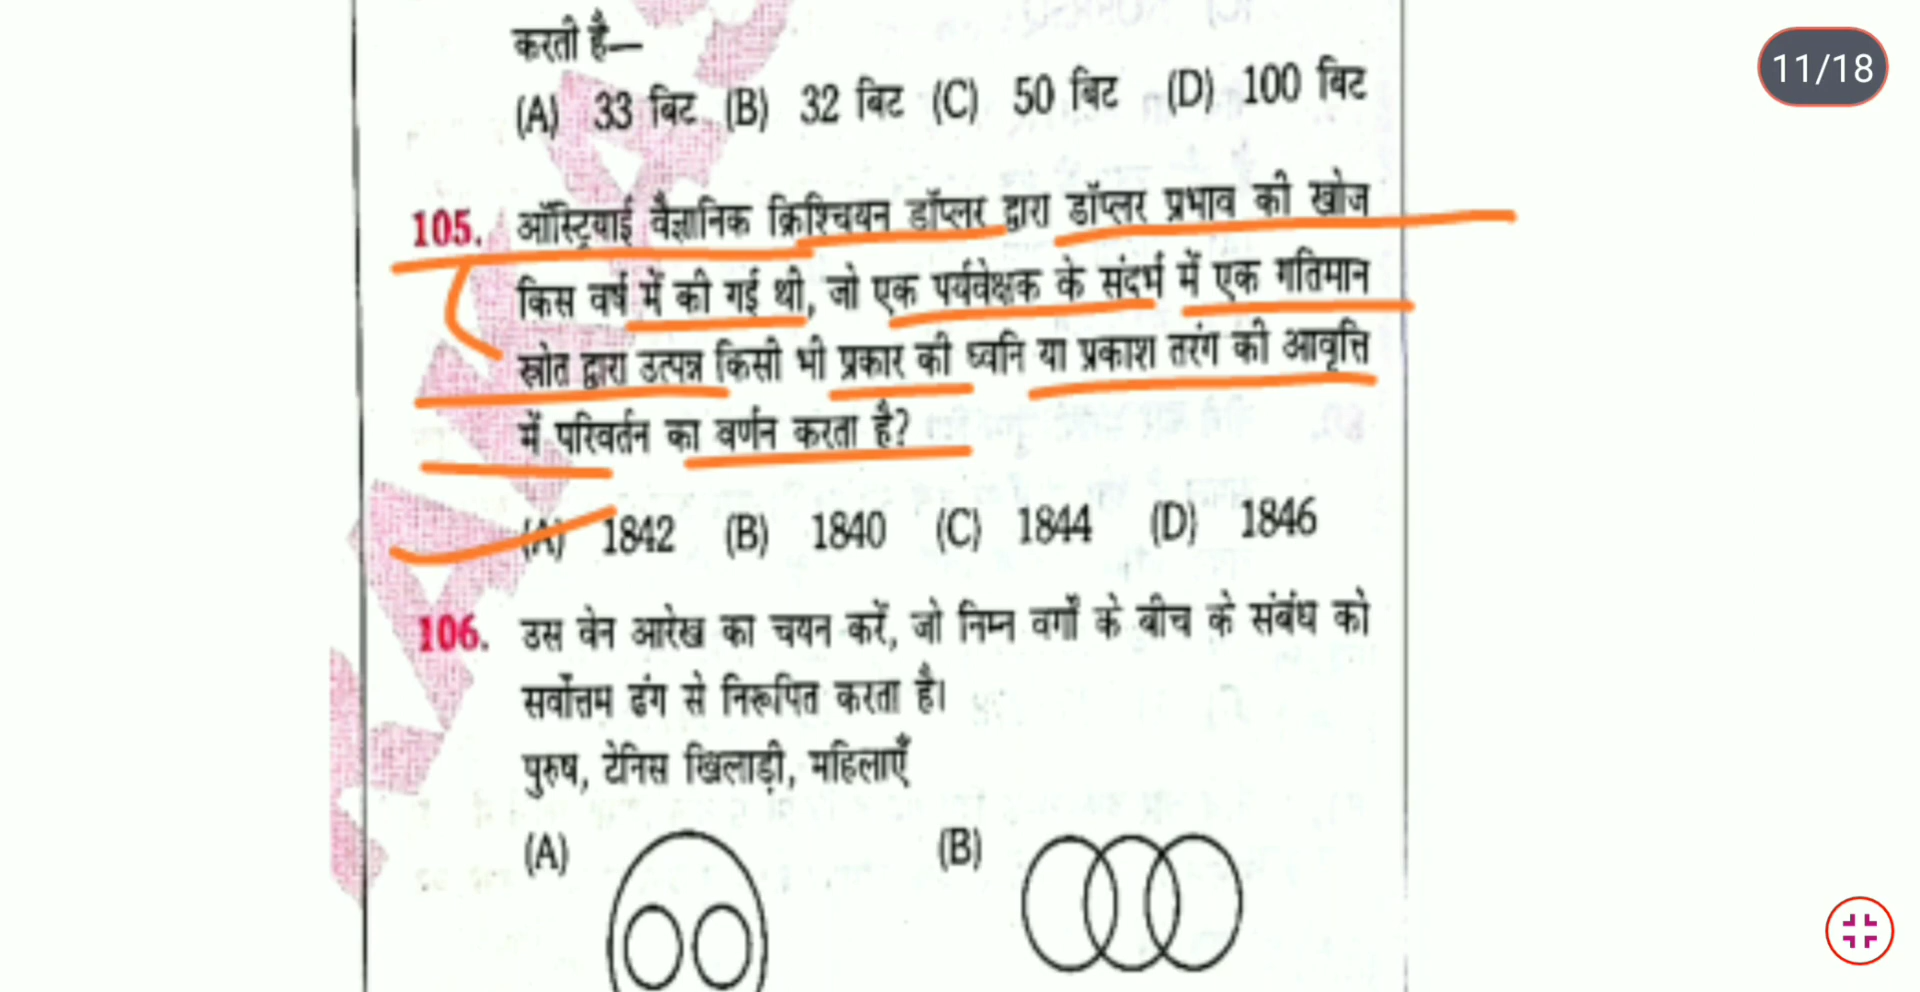 11/18
करती है—
(A) 33 बिट (B) 32 बिट (C) 50 बिट (D) 100 बिट
105. ऑस्ट्रियाई वैज्ञानिक क्रिश्चियन डॉप्लर द्वारा डॉप्लर प्रभाव की खोज
किस वर्ष में की गई थी, जो एक पर्यवेक्षक के संदर्भ में एक गतिमान
स्रोत द्वारा उत्पन्न किसी भी प्रकार की ध्वनि या प्रकाश तरंग की आवृत्ति
में परिवर्तन का वर्णन करता है?
(A) 1842 (B) 1840 (C) 1844 (D) 1846
106. उस वेन आरेख का चयन करें, जो निम्न वर्गों के बीच के संबंध को
सर्वोत्तम ढंग से निरूपित करता है।
पुरुष, टेनिस खिलाड़ी, महिलाएँ
(A) (B)